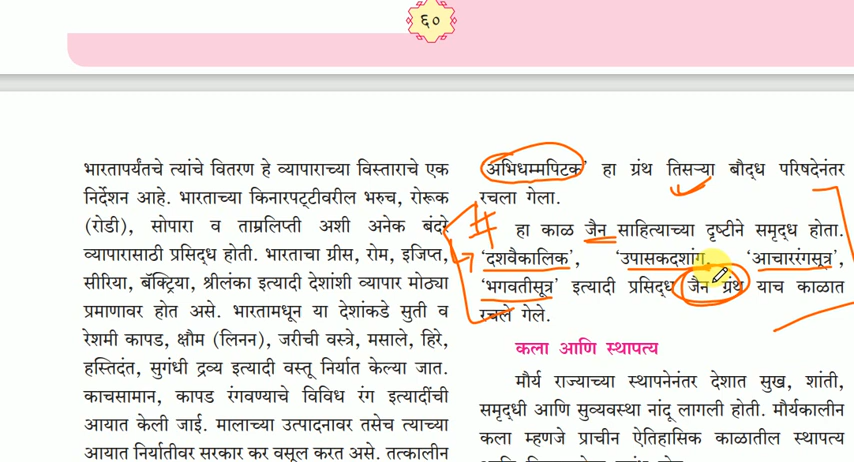 ६०
भारतापर्यंतचे त्यांचे वितरण हे व्यापाराच्या विस्ताराचे एक
निर्देशन आहे. भारताच्या किनारपट्टीवरील भरुच, रोरूक
(रोडी), सोपारा व ताम्रलिप्ती अशी अनेक बंदरे
व्यापारासाठी प्रसिद्ध होती. भारताचा ग्रीस, रोम, इजिप्त,
सीरिया, बॅक्ट्रिया, श्रीलंका इत्यादी देशांशी व्यापार मोठ्या
प्रमाणावर होत असे. भारतामधून या देशांकडे सुती व
रेशमी कापड, क्षौम (लिनन), जरीची वस्त्रे, मसाले, हिरे,
हस्तिदंत, सुगंधी द्रव्य इत्यादी वस्तू निर्यात केल्या जात.
काचसामान, कापड रंगवण्याचे विविध रंग इत्यादींची
आयात केली जाई. मालाच्या उत्पादनावर तसेच त्याच्या
आयात निर्यातीवर सरकार कर वसूल करत असे. तत्कालीन
अभिधम्मपिटक’ हा ग्रंथ तिसऱ्या बौद्ध परिषदेनंतर
रचला गेला.
हा काळ जैन साहित्याच्या दृष्टीने समृद्ध होता.
‘दशवैकालिक’, ‘उपासकदशांग, ‘आचाररंगसूत्र’,
‘भगवतीसूत्र’ इत्यादी प्रसिद्ध जैन ग्रंथ याच काळात
रचले गेले.
कला आणि स्थापत्य
मौर्य राज्याच्या स्थापनेनंतर देशात सुख, शांती,
समृद्धी आणि सुव्यवस्था नांदू लागली होती. मौर्यकालीन
कला म्हणजे प्राचीन ऐतिहासिक काळातील स्थापत्य